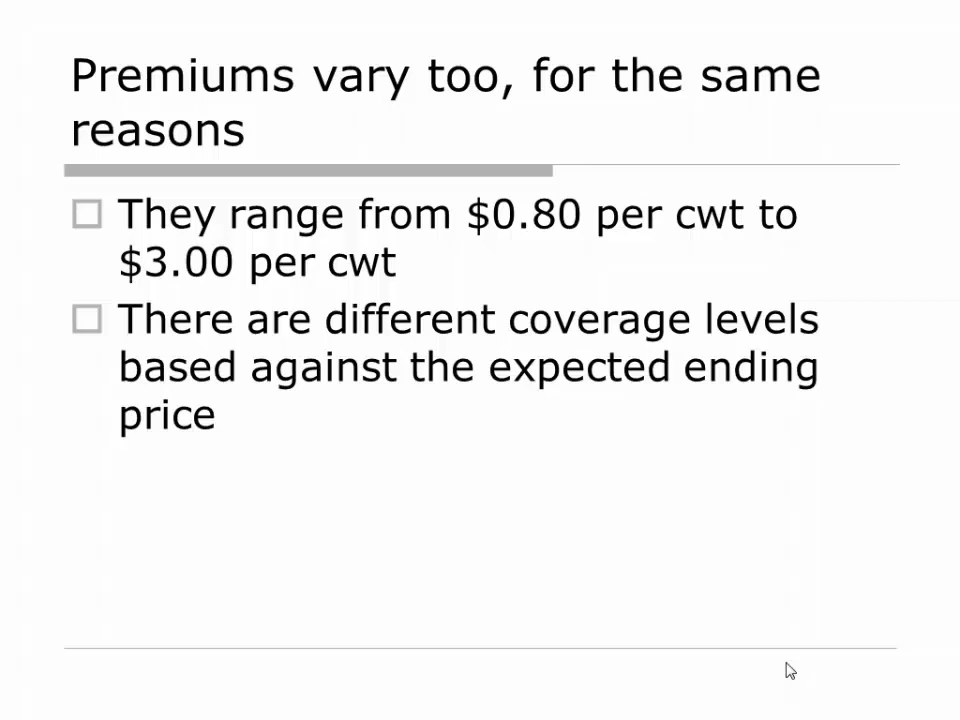 Premiums vary too, for the same
reasons
They range from $0.80 per cwt to
$3.00 per cwt
There are different coverage levels
based against the expected ending
price